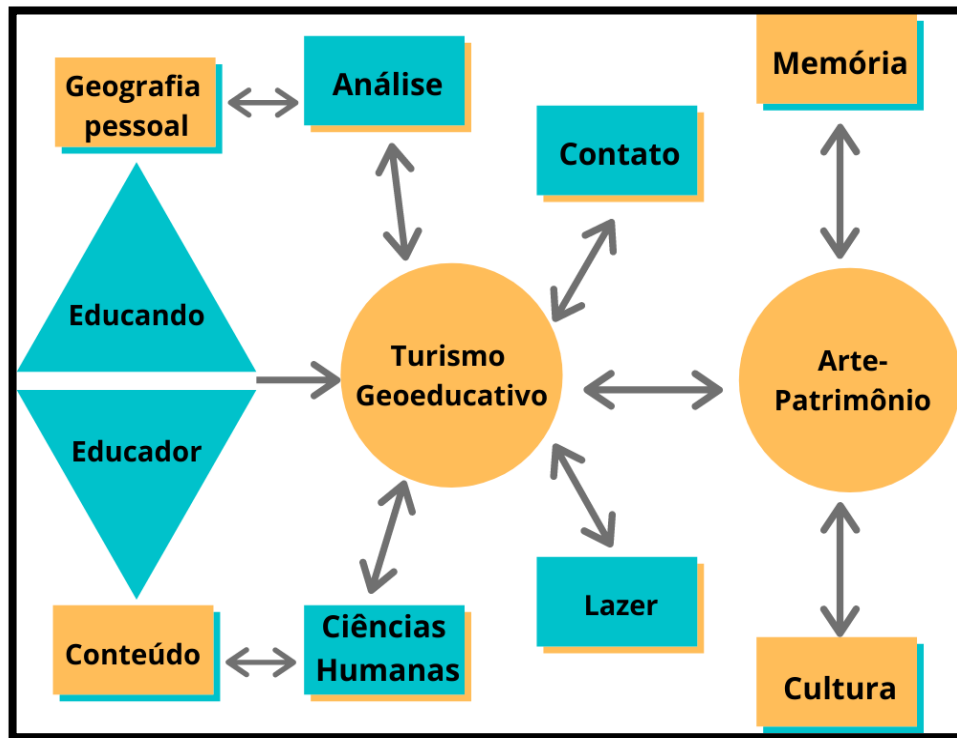 Geografia
pessoal
Análise
Contato
Memória
Educando
Educador
Turismo
Geoeducativo
Arte-
Patrimônio
Conteúdo
Ciências
Humanas
Lazer
Cultura